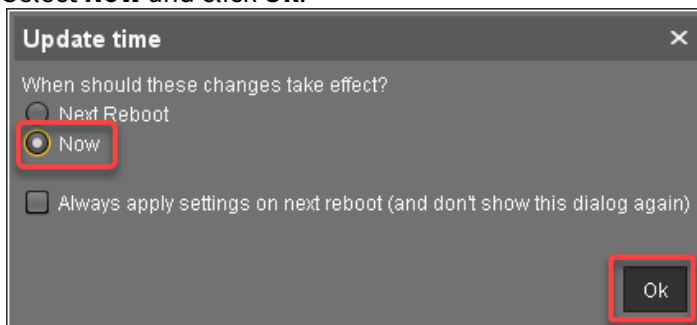 Select Now and click Ok.
Update time
When should these changes take effect?
Next Reboot
Now
Always apply settings on next reboot (and don't show this dialog again)
Ok